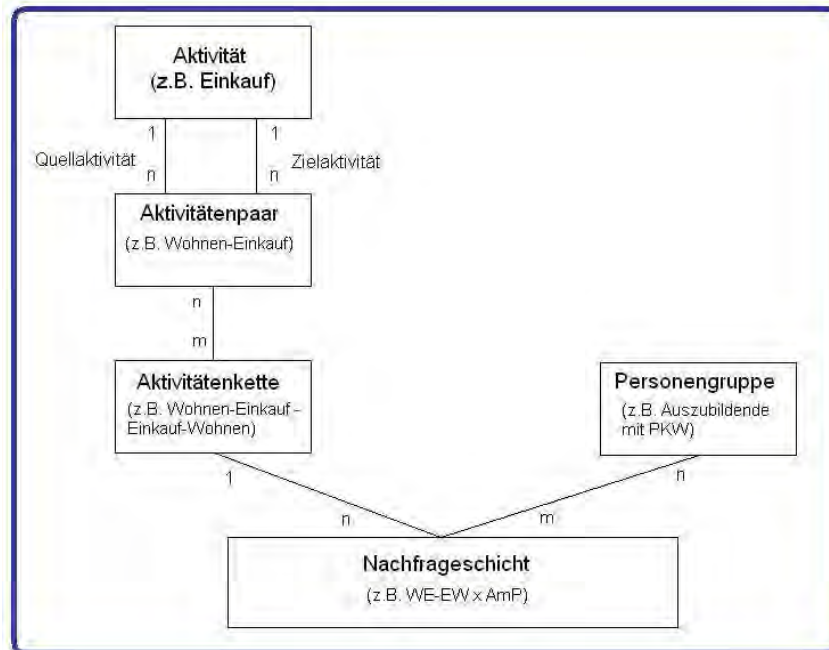 Aktivität
(z.B. Einkauf)
1 1
Quellaktivität Zielaktivität
n n
Aktivitätenpaar
(z.B. Wohnen-Einkauf)
n
m
Aktivitätenkette
(z.B. Wohnen-Einkauf -
Einkauf-Wohnen)
Personengruppe
(z.B. Auszubildende
mit PKW)
1 n
n m
Nachfrageschicht
(z.B. WE-EW x AmP)